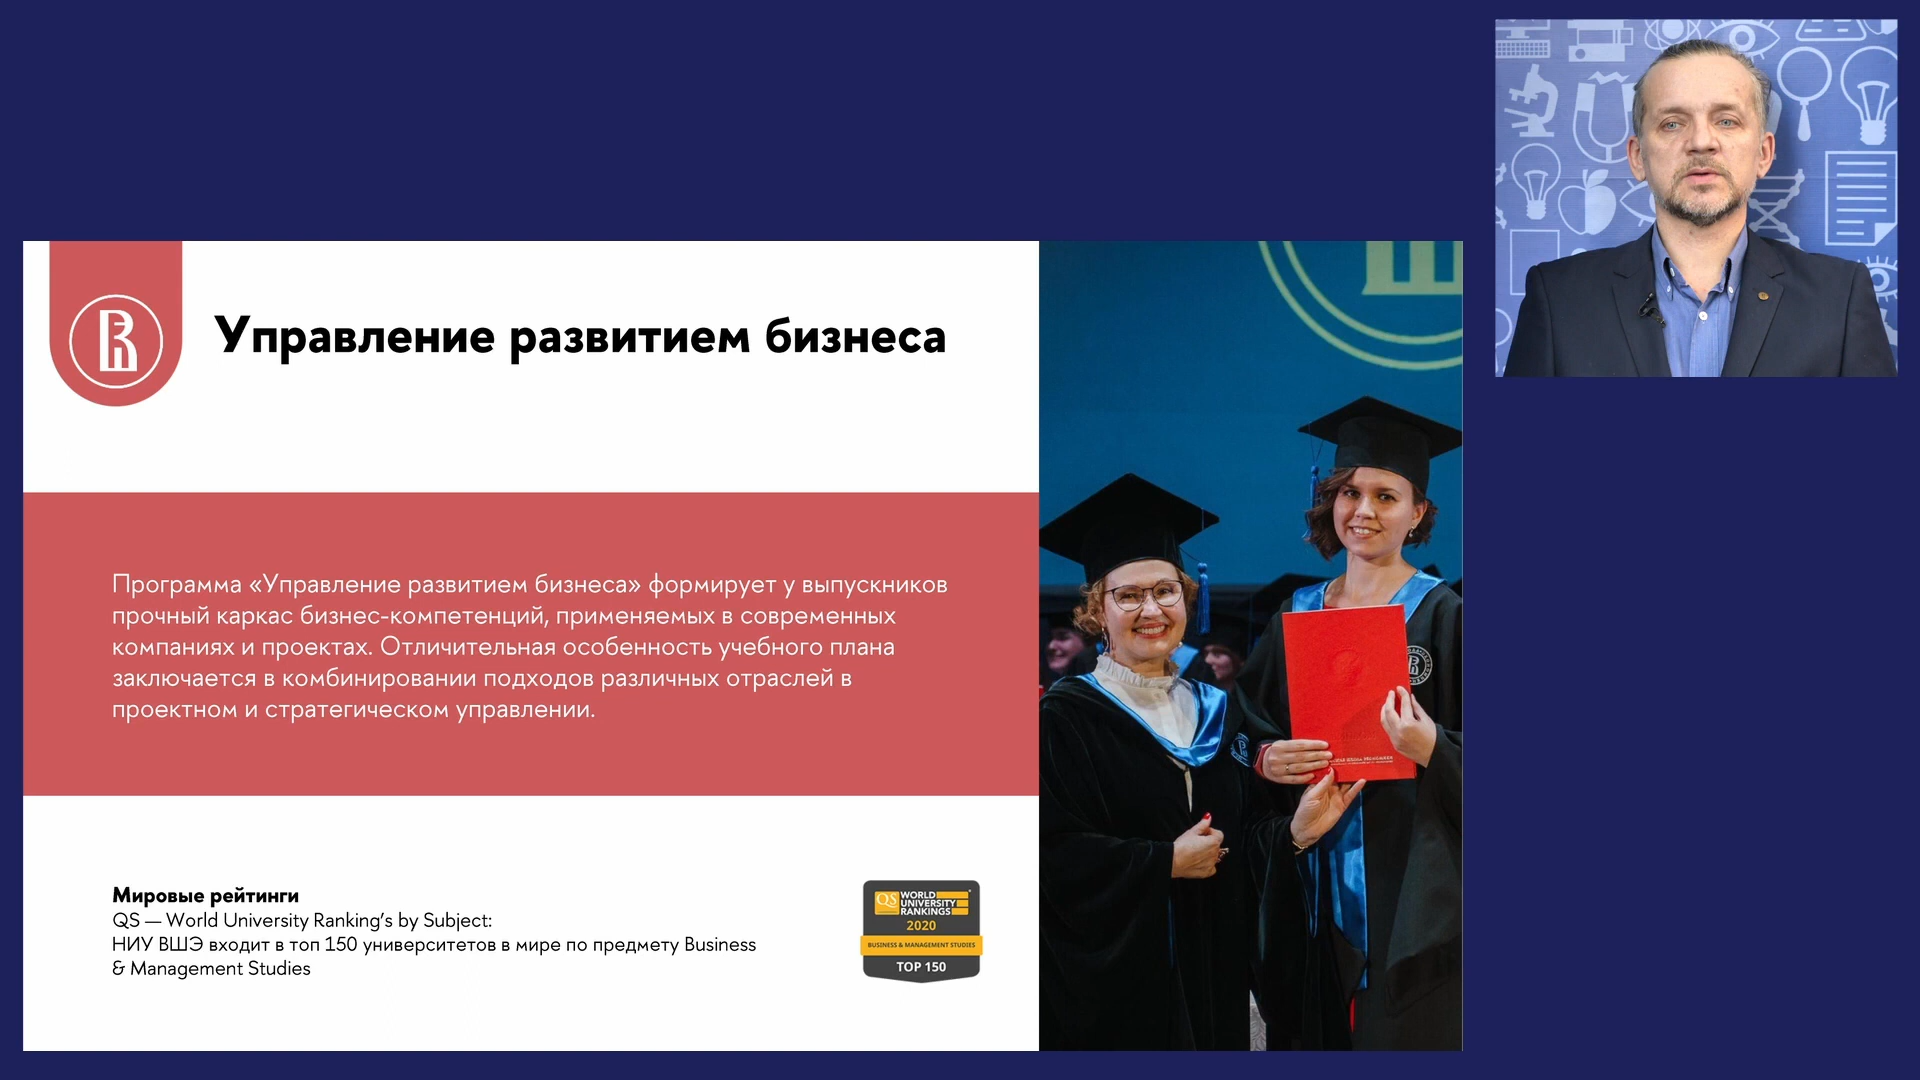 Управление развитием бизнеса
Программа «Управление развитием бизнеса» формирует у выпускников
прочный каркас бизнес-компетенций, применяемых в современных
компаниях и проектах. Отличительная особенность учебного плана
заключается в комбинировании подходов различных отраслей в
проектном и стратегическом управлении.
Мировые рейтинги
QS — World University Ranking’s by Subject:
НИУ ВШЭ входит в топ 150 университетов в мире по предмету Business
& Management Studies
QS WORLD
UNIVERSITY
RANKINGS
2020
BUSINESS & MANAGEMENT STUDIES
TOP 150